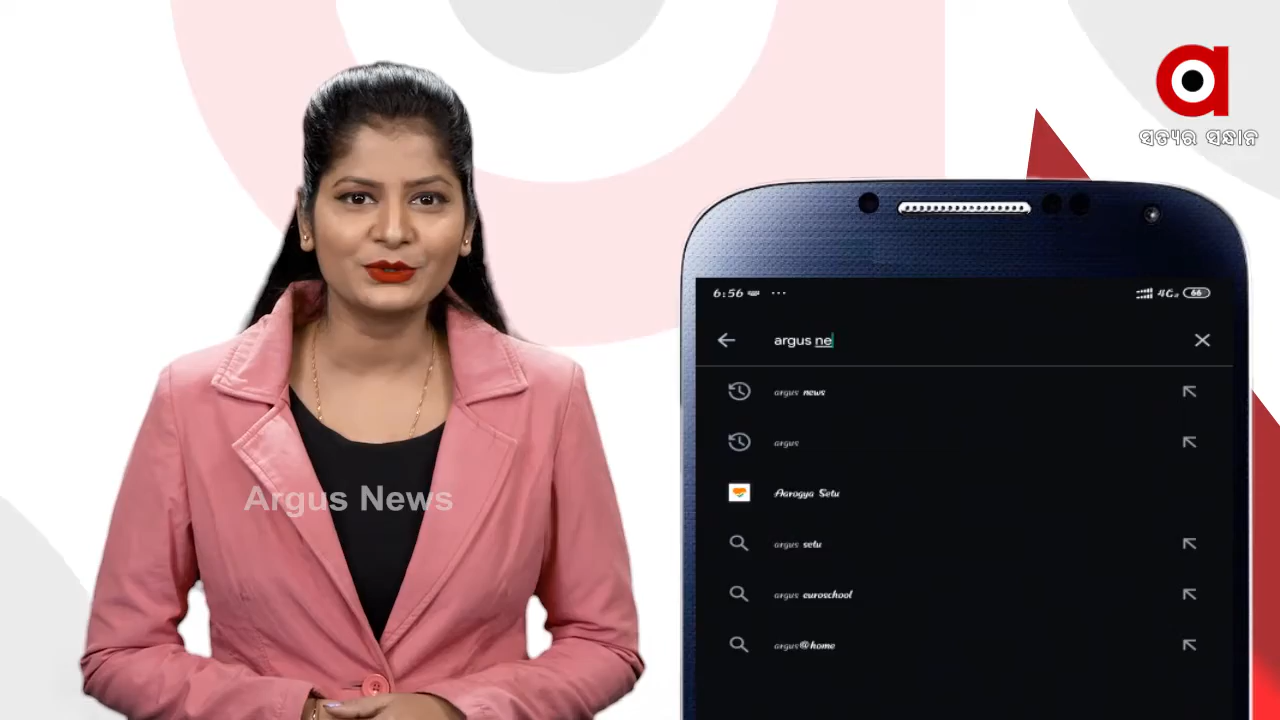 ସତ୍ୟର ସନ୍ଧାନ
6:56
4G
66
argus ne
argus news
argus
Aarogya Setu
argus setu
argus euroschool
argus@home
Argus News